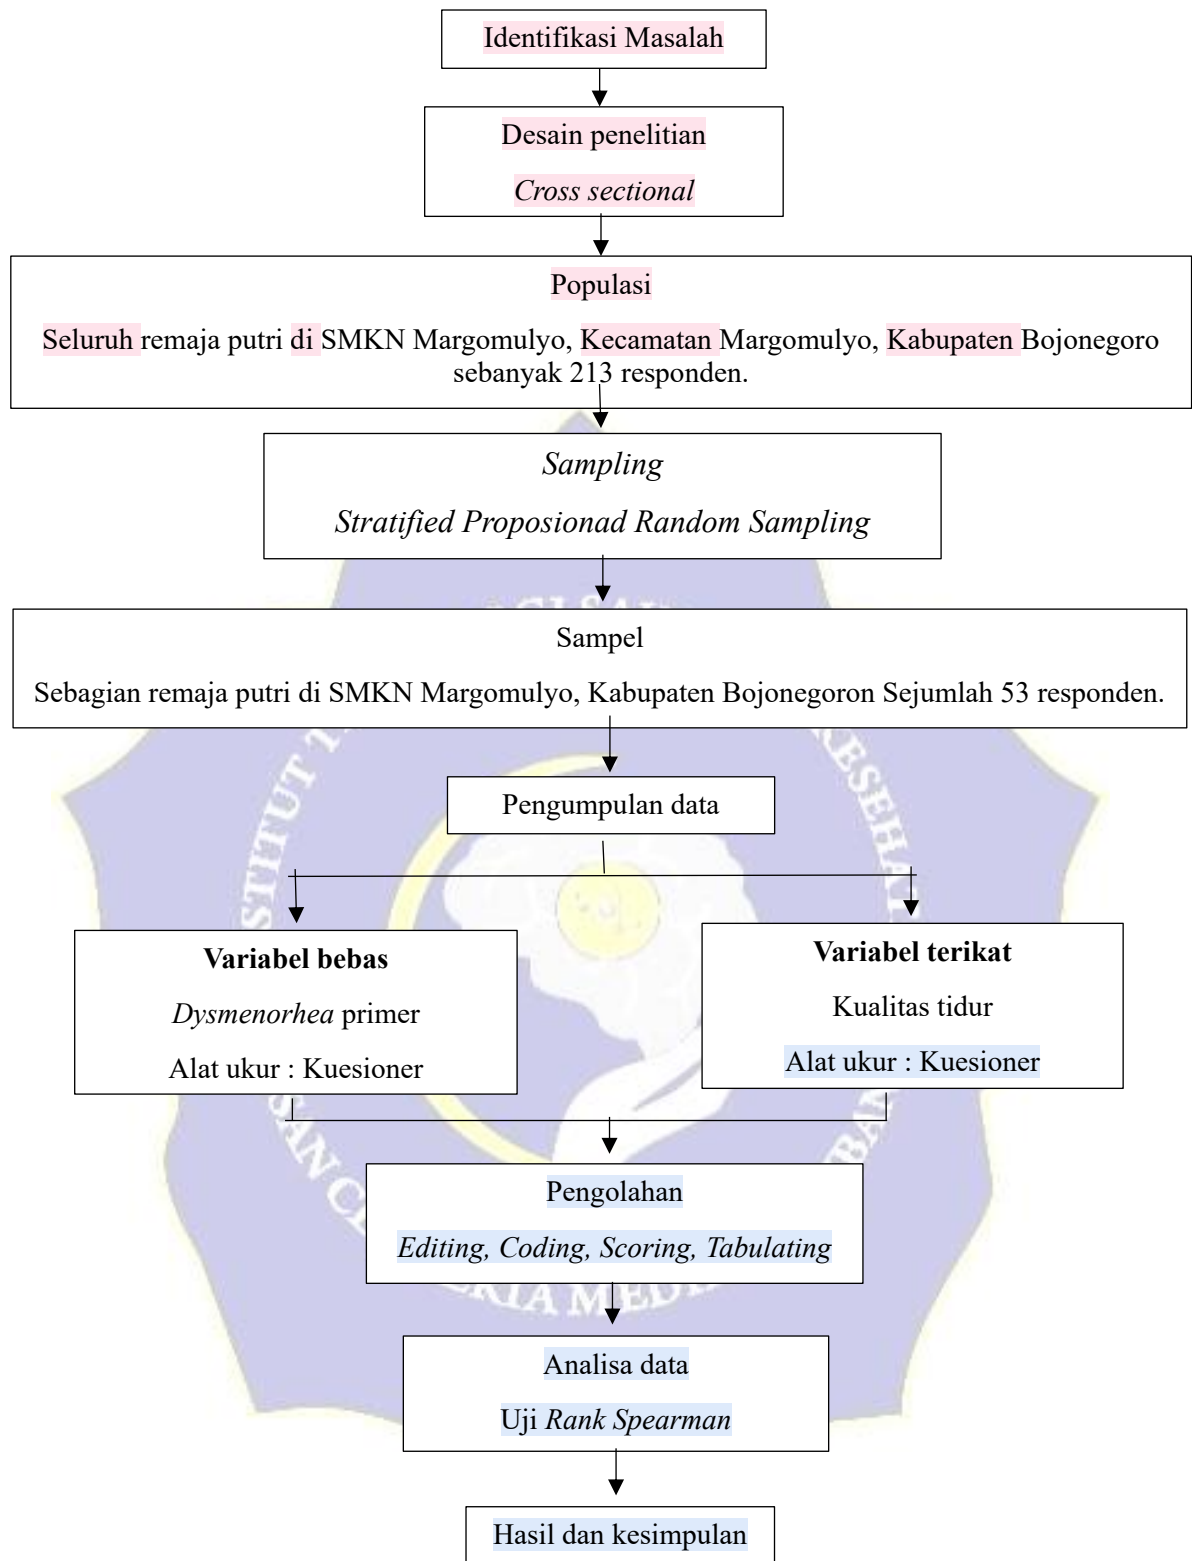 Identifikasi Masalah
Desain penelitian
Cross sectional
Populasi
Seluruh remaja putri di SMKN Margomulyo, Kecamatan Margomulyo, Kabupaten Bojonegoro
sebanyak 213 responden.
Sampling
Stratified Proposionad Random Sampling
Sampel
Sebagian remaja putri di SMKN Margomulyo, Kabupaten Bojonegoron Sejumlah 53 responden.
Pengumpulan data
Variabel bebas
Dysmenorhea primer
Alat ukur : Kuesioner
Variabel terikat
Kualitas tidur
Alat ukur : Kuesioner
Pengolahan
Editing, Coding, Scoring, Tabulating
Analisa data
Uji Rank Spearman
Hasil dan kesimpulan